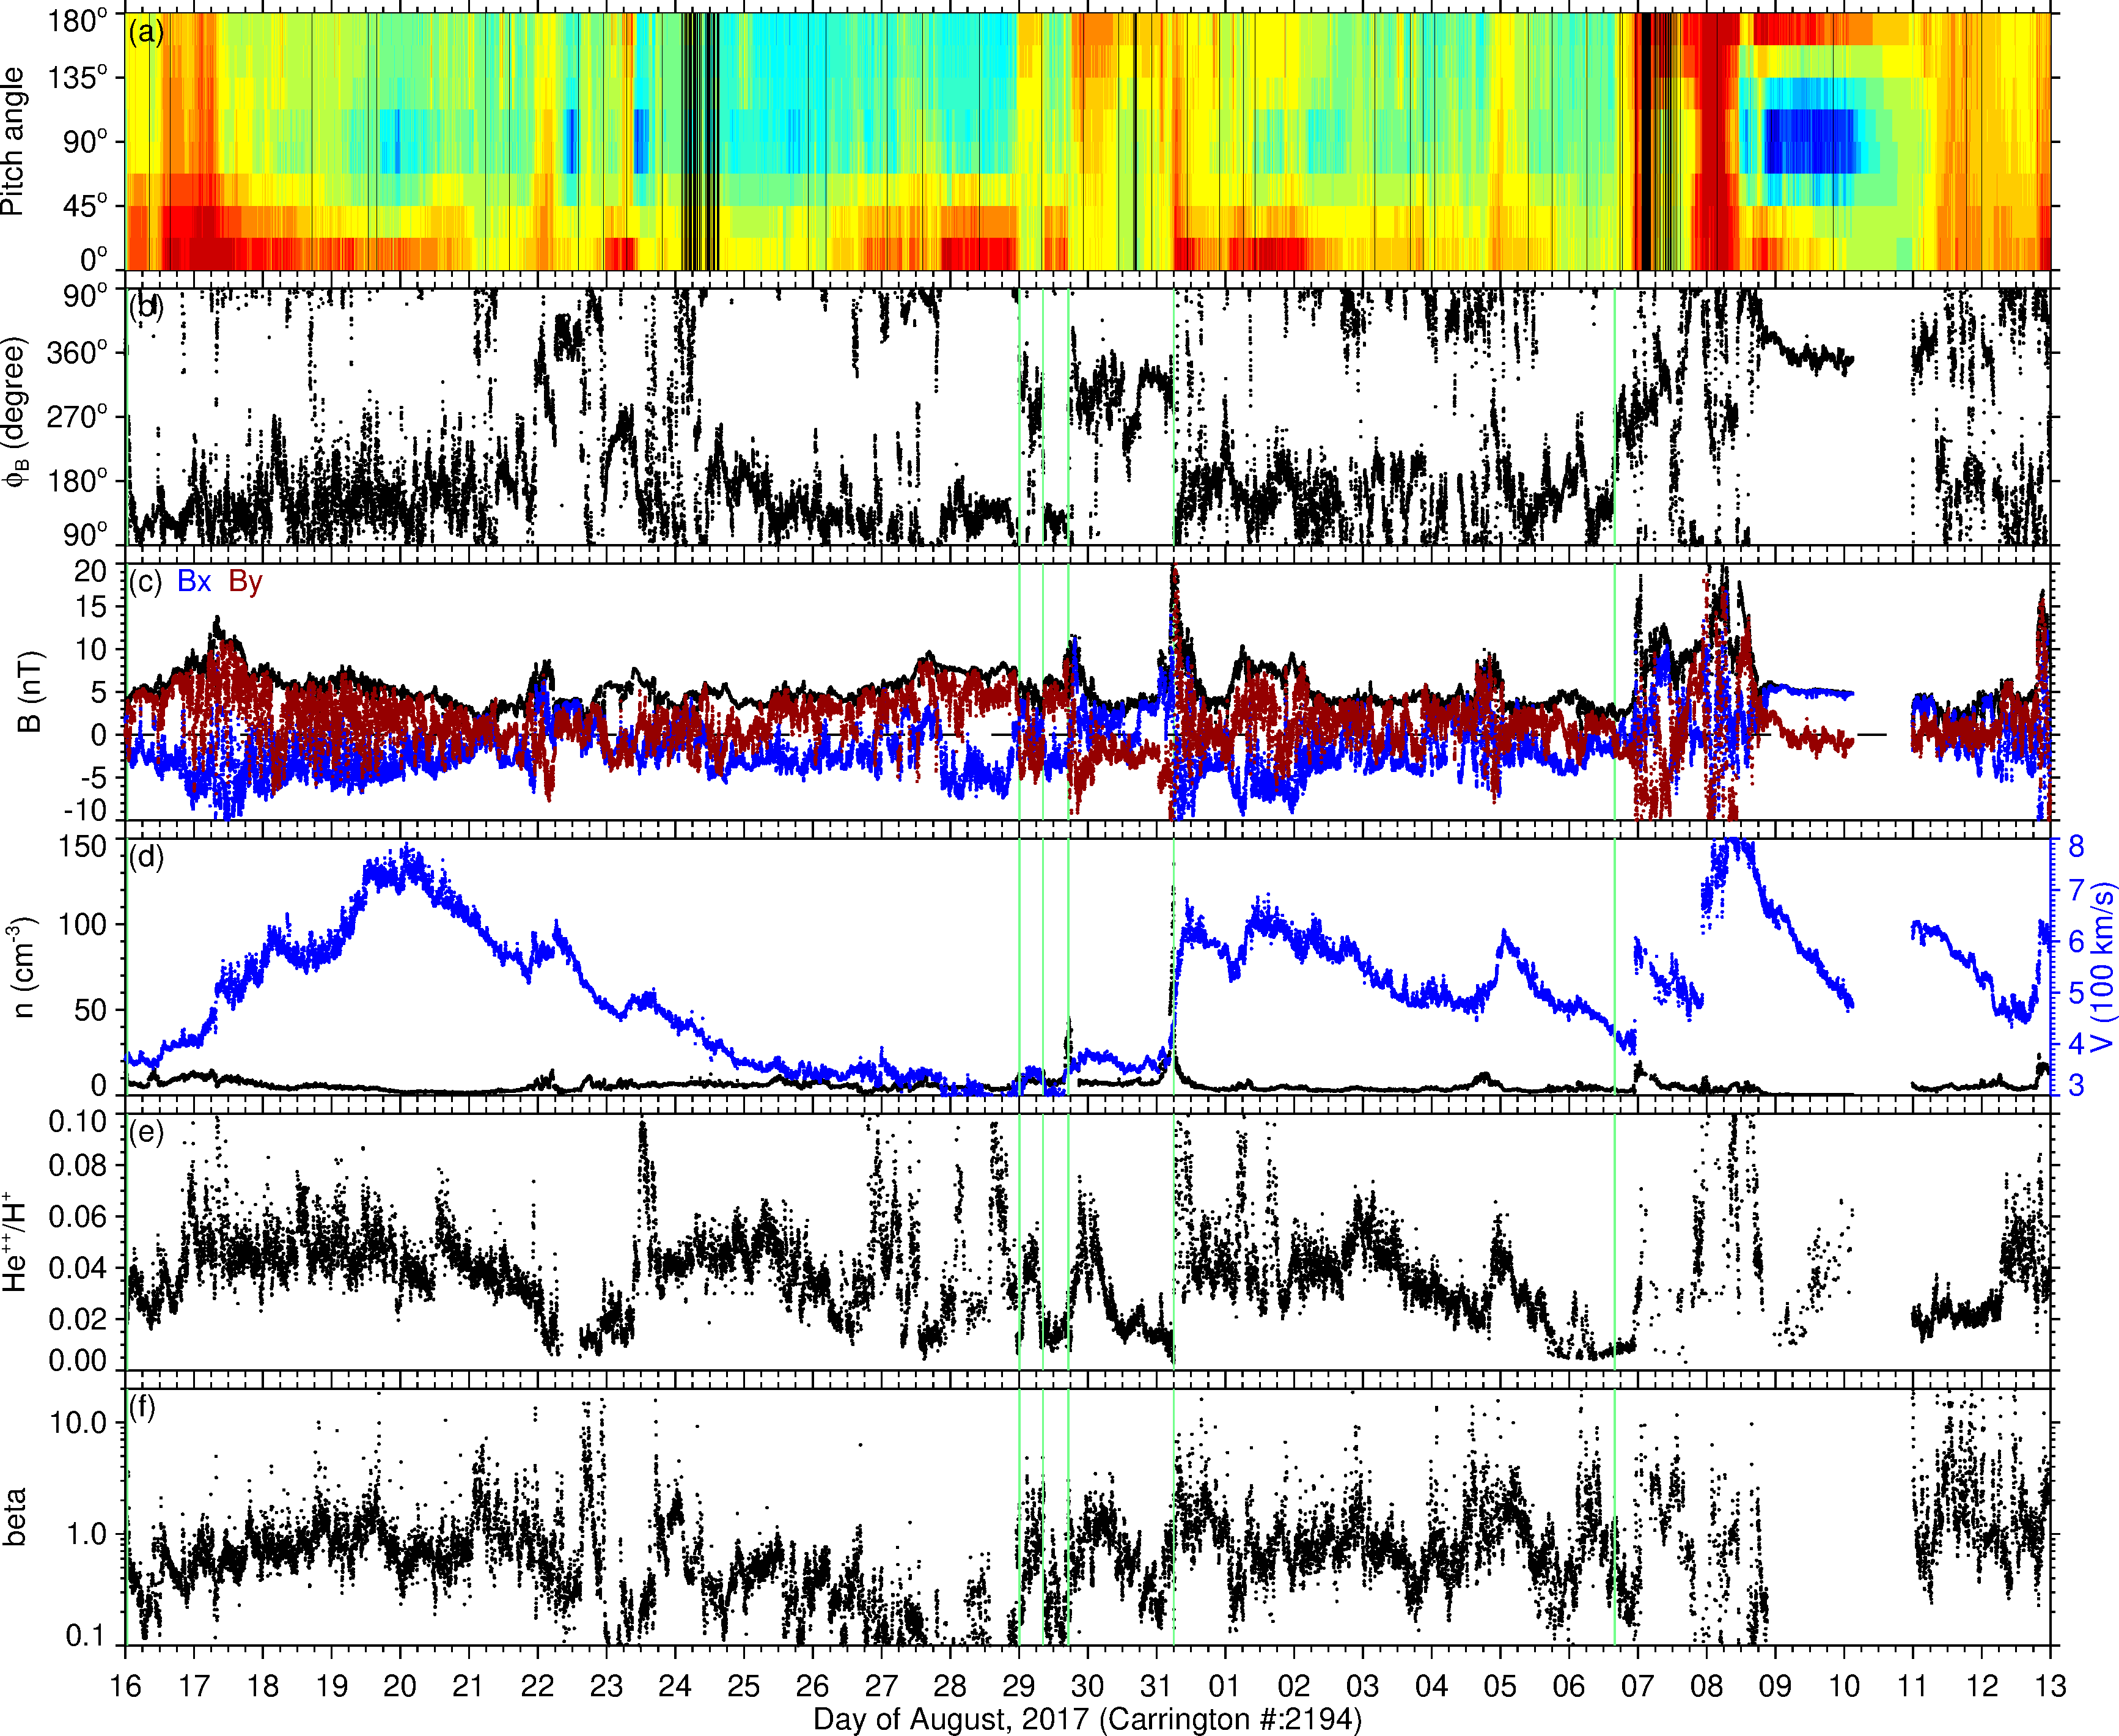 (a)
Pitch angle
180°
135°
90°
45°
0°
(b)
ϕB (degree)
90°
360°
270°
180°
90°
(c) Bx By
B (nT)
20
15
10
5
0
-5
-10
(d)
n (cm-3)
150
100
50
0
V (100 km/s)
8
7
6
5
4
3
(e)
He++/H+
0.10
0.08
0.06
0.04
0.02
0.00
(f)
beta
10.0
1.0
0.1
16 17 18 19 20 21 22 23 24 25 26 27 28 29 30 31 01 02 03 04 05 06 07 08 09 10 11 12 13
Day of August, 2017 (Carrington #:2194)